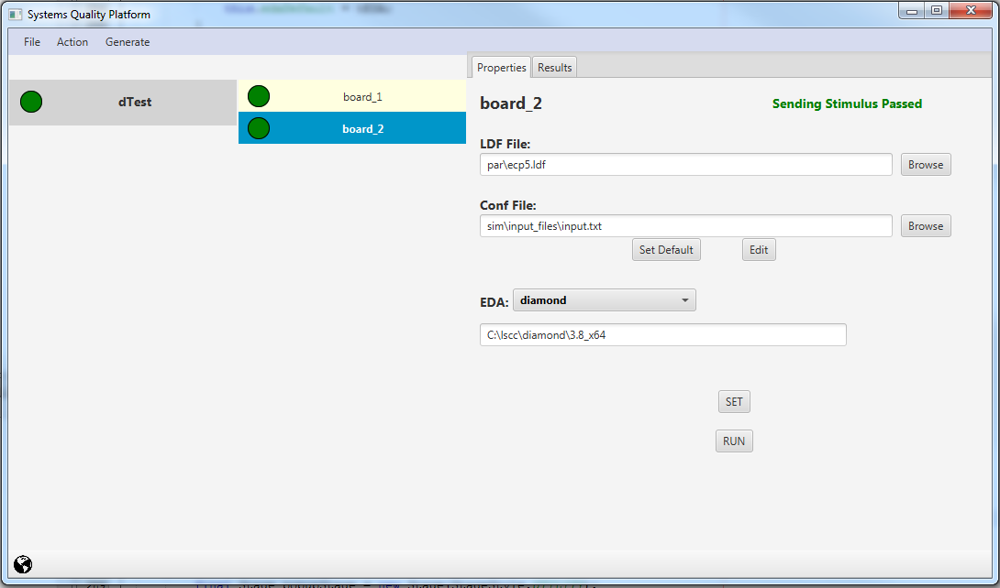 Systems Quality Platform
File Action Generate
Properties Results
dTest
board_1
board_2
board_2
Sending Stimulus Passed
LDF File:
par\ecp5.ldf
Browse
Conf File:
sim\input_files\input.txt
Browse
Set Default Edit
EDA: diamond
C:\lscc\diamond\3.8_x64
SET
RUN